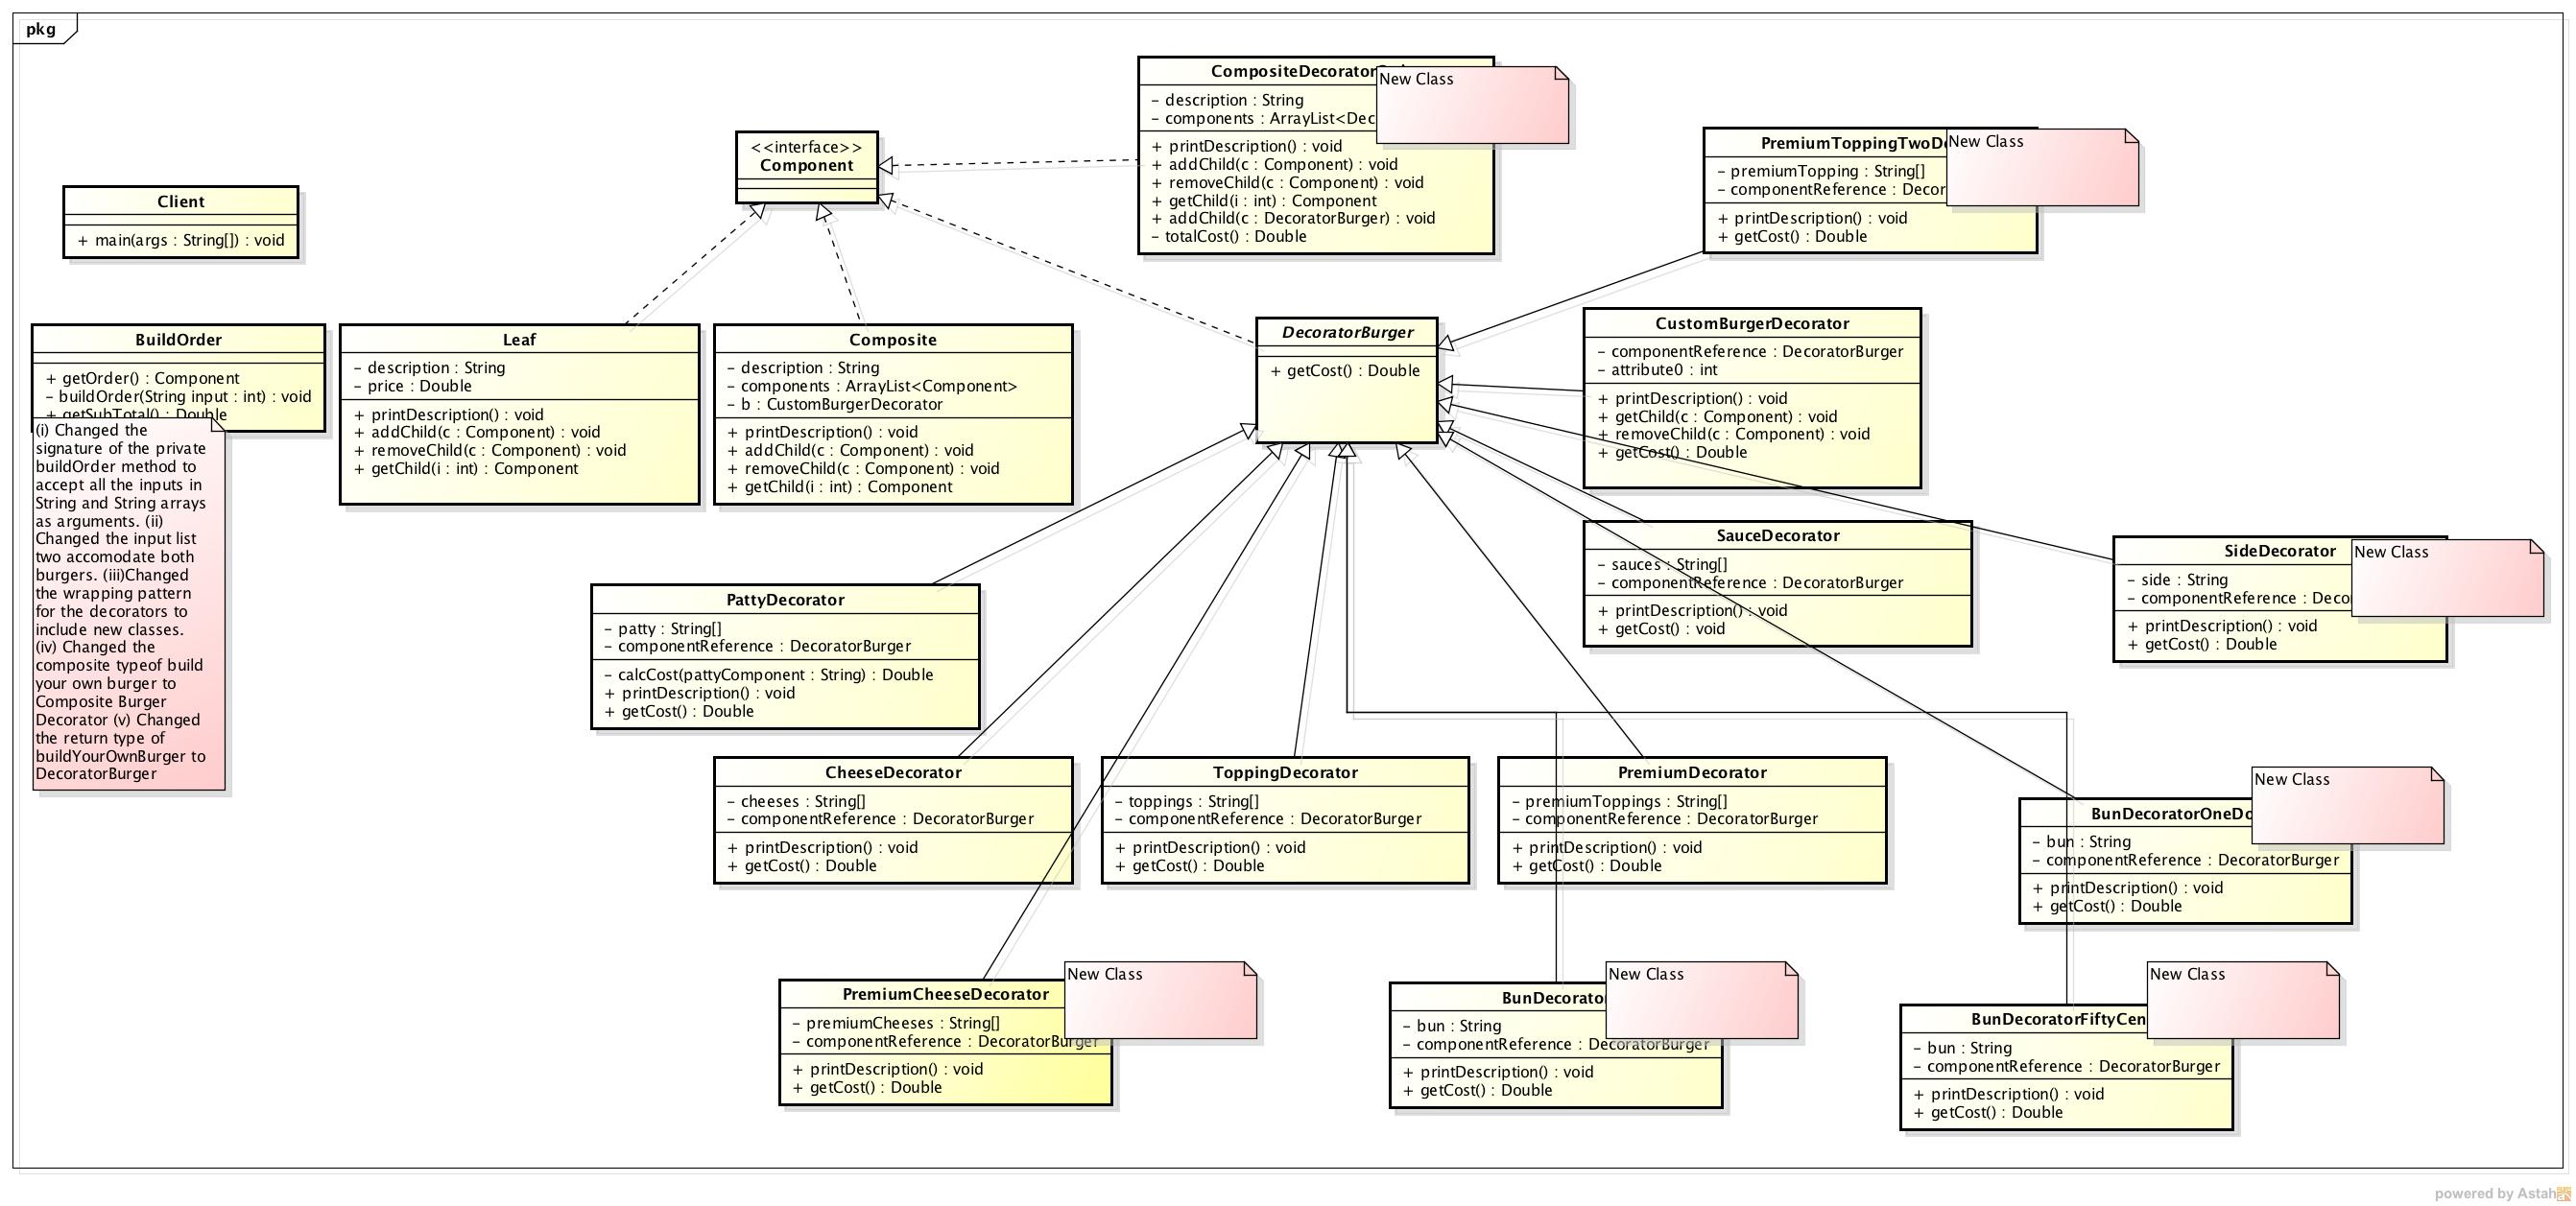 pkg
CompositeDecorator
New Class
– description : String
– components : ArrayList<Dec
+ printDescription() : void
+ addChild(c : Component) : void
+ removeChild(c : Component) : void
+ getChild(i : int) : Component
+ addChild(c : DecoratorBurger) : void
– totalCost() : Double
<<interface>>
Component
PremiumToppingTwoD
New Class
– premiumTopping : String[]
– componentReference : Decor
+ printDescription() : void
+ getCost() : Double
Client
+ main(args : String[]) : void
BuildOrder
+ getOrder() : Component
– buildOrder(String input : int) : void
+ getSubTotal() : Double
(i) Changed the
signature of the private
buildOrder method to
accept all the inputs in
String and String arrays
as arguments. (ii)
Changed the input list
two accomodate both
burgers. (iii)Changed
the wrapping pattern
for the decorators to
include new classes.
(iv) Changed the
composite typeof build
your own burger to
Composite Burger
Decorator (v) Changed
the return type of
buildYourOwnBurger to
DecoratorBurger
Leaf
– description : String
– price : Double
+ printDescription() : void
+ addChild(c : Component) : void
+ removeChild(c : Component) : void
+ getChild(i : int) : Component
Composite
– description : String
– components : ArrayList<Component>
– b : CustomBurgerDecorator
+ printDescription() : void
+ addChild(c : Component) : void
+ removeChild(c : Component) : void
+ getChild(i : int) : Component
DecoratorBurger
+ getCost() : Double
CustomBurgerDecorator
– componentReference : DecoratorBurger
– attribute0 : int
+ printDescription() : void
+ getChild(c : Component) : void
+ removeChild(c : Component) : void
+ getCost() : Double
SauceDecorator
– sauces : String[]
– componentReference : DecoratorBurger
+ printDescription() : void
+ getCost() : void
SideDecorator
New Class
– side : String
– componentReference : Deco
+ printDescription() : void
+ getCost() : Double
PattyDecorator
– patty : String[]
– componentReference : DecoratorBurger
– calcCost(pattyComponent : String) : Double
+ printDescription() : void
+ getCost() : Double
CheeseDecorator
– cheeses : String[]
– componentReference : DecoratorBurger
+ printDescription() : void
+ getCost() : Double
ToppingDecorator
– toppings : String[]
– componentReference : DecoratorBurger
+ printDescription() : void
+ getCost() : Double
PremiumDecorator
– premiumToppings : String[]
– componentReference : DecoratorBurger
+ printDescription() : void
+ getCost() : Double
BunDecoratorOneDo
New Class
– bun : String
– componentReference : DecoratorBurger
+ printDescription() : void
+ getCost() : Double
PremiumCheeseDecorator
New Class
– premiumCheeses : String[]
– componentReference : DecoratorBurger
+ printDescription() : void
+ getCost() : Double
BunDecorator
New Class
– bun : String
– componentReference : DecoratorBurger
+ printDescription() : void
+ getCost() : Double
BunDecoratorFiftyCen
New Class
– bun : String
– componentReference : DecoratorBurger
+ printDescription() : void
+ getCost() : Double
powered by Astah